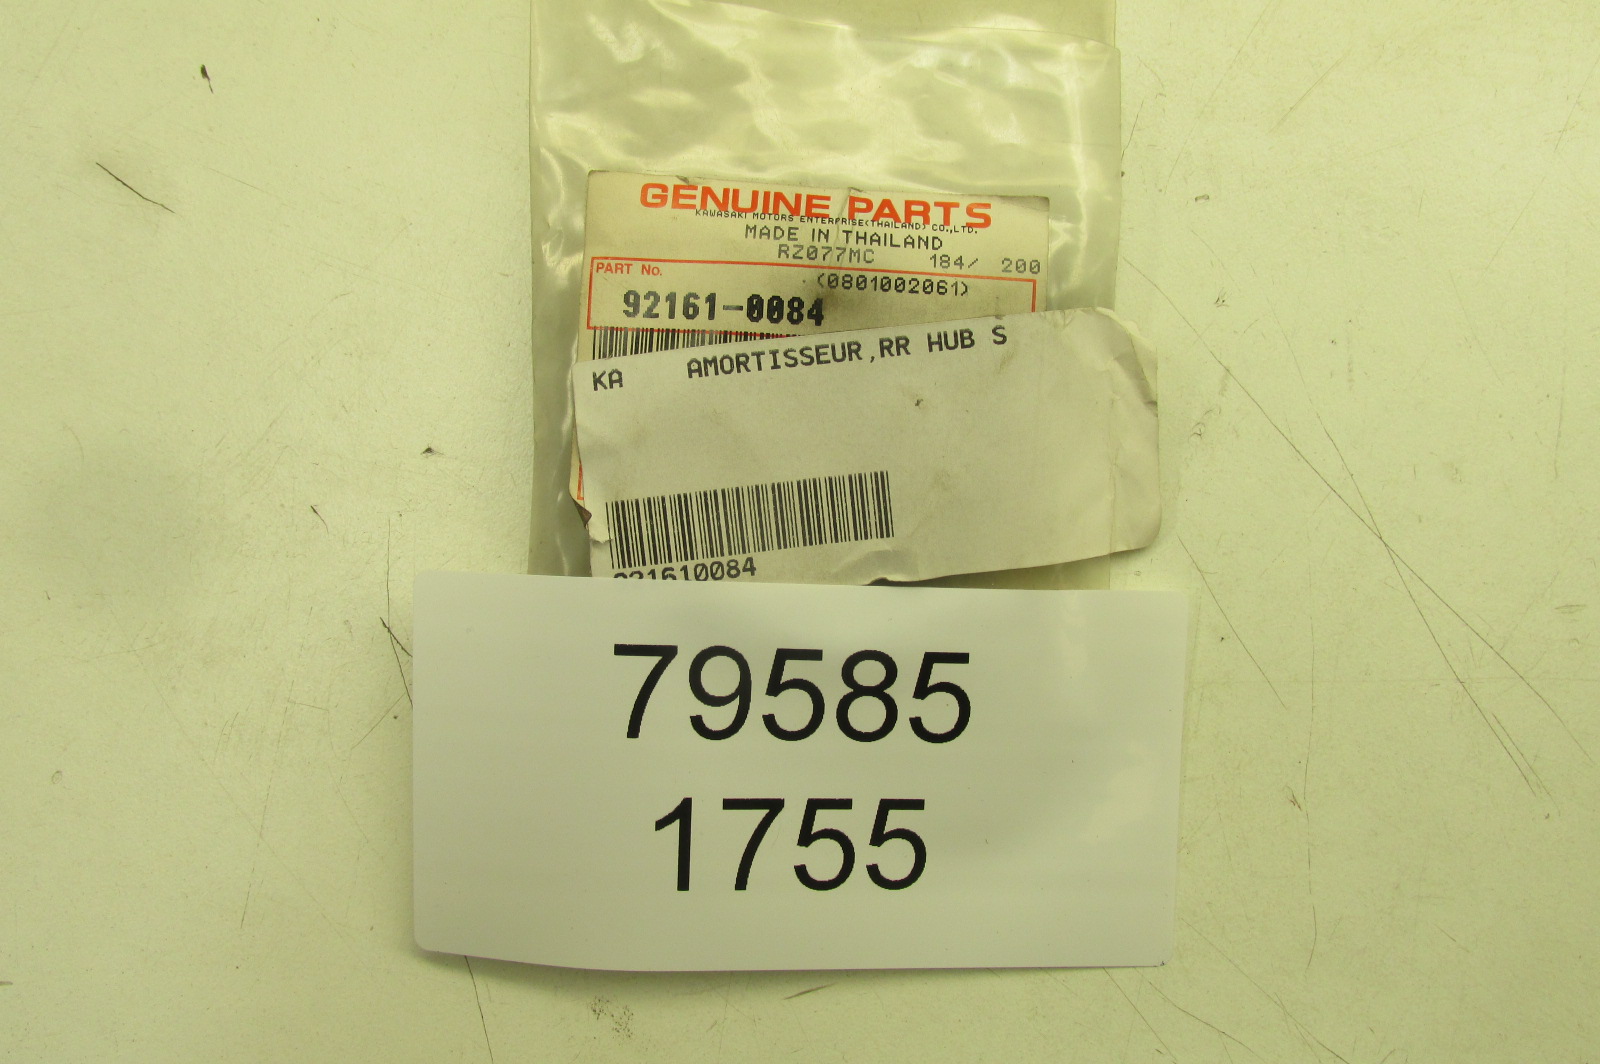 GENUINE PARTS
KAWASAKI MOTORS ENTERPRISE(THAILAND) CO.,LTD.
MADE IN THAILAND
RZ077MC 184/ 200
PART No. (0801002061)
92161-0084
KA AMORTISSEUR,RR HUB S
921610084
79585
1755